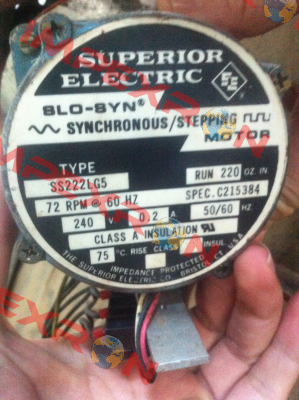 SUPERIOR
ELECTRIC
SE
SLO-SYN®
SYNCHRONOUS/STEPPING
MOTOR
TYPE
SS222LG5
RUN 220 OZ. IN
72 RPM @ 60 HZ
SPEC. C215384
240 V 0.2 A 50/60 HZ
CLASS A INSULATION
75 °C. RISE CLASS INSUL.
IMPEDANCE PROTECTED
THE SUPERIOR ELECTRIC CO. BRISTOL, CT. USA